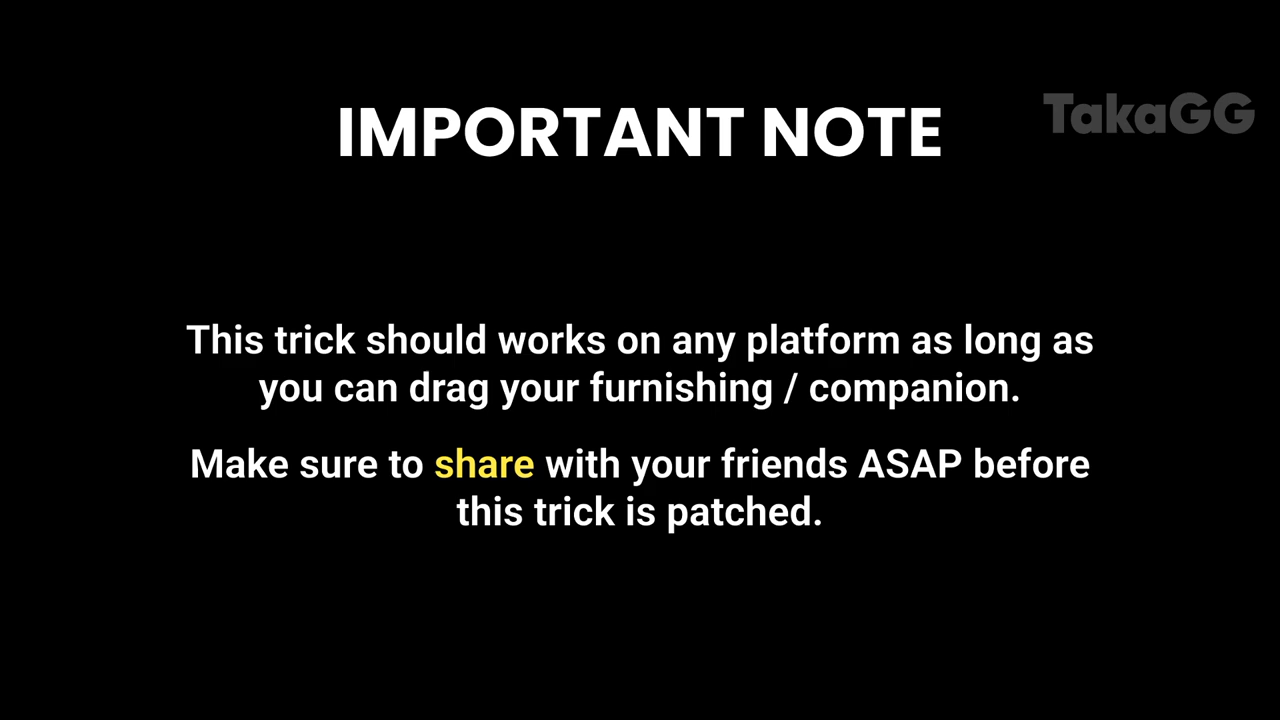 IMPORTANT NOTE
TakaGG
This trick should works on any platform as long as
you can drag your furnishing / companion.
Make sure to share with your friends ASAP before
this trick is patched.